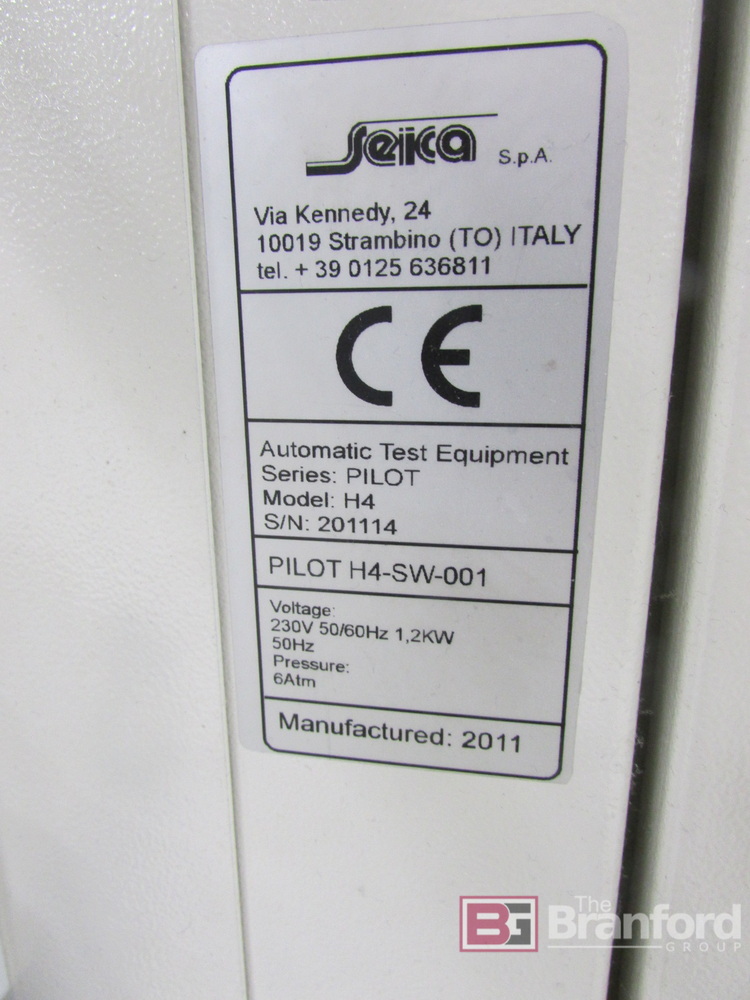 Seica S.p.A.
Via Kennedy, 24
10019 Strambino (TO) ITALY
tel. + 39 0125 636811
CE
Automatic Test Equipment
Series: PILOT
Model: H4
S/N: 201114
PILOT H4-SW-001
Voltage:
230V 50/60Hz 1,2KW
50Hz
Pressure:
6Atm
Manufactured: 2011
BG The
Branford
GROUP